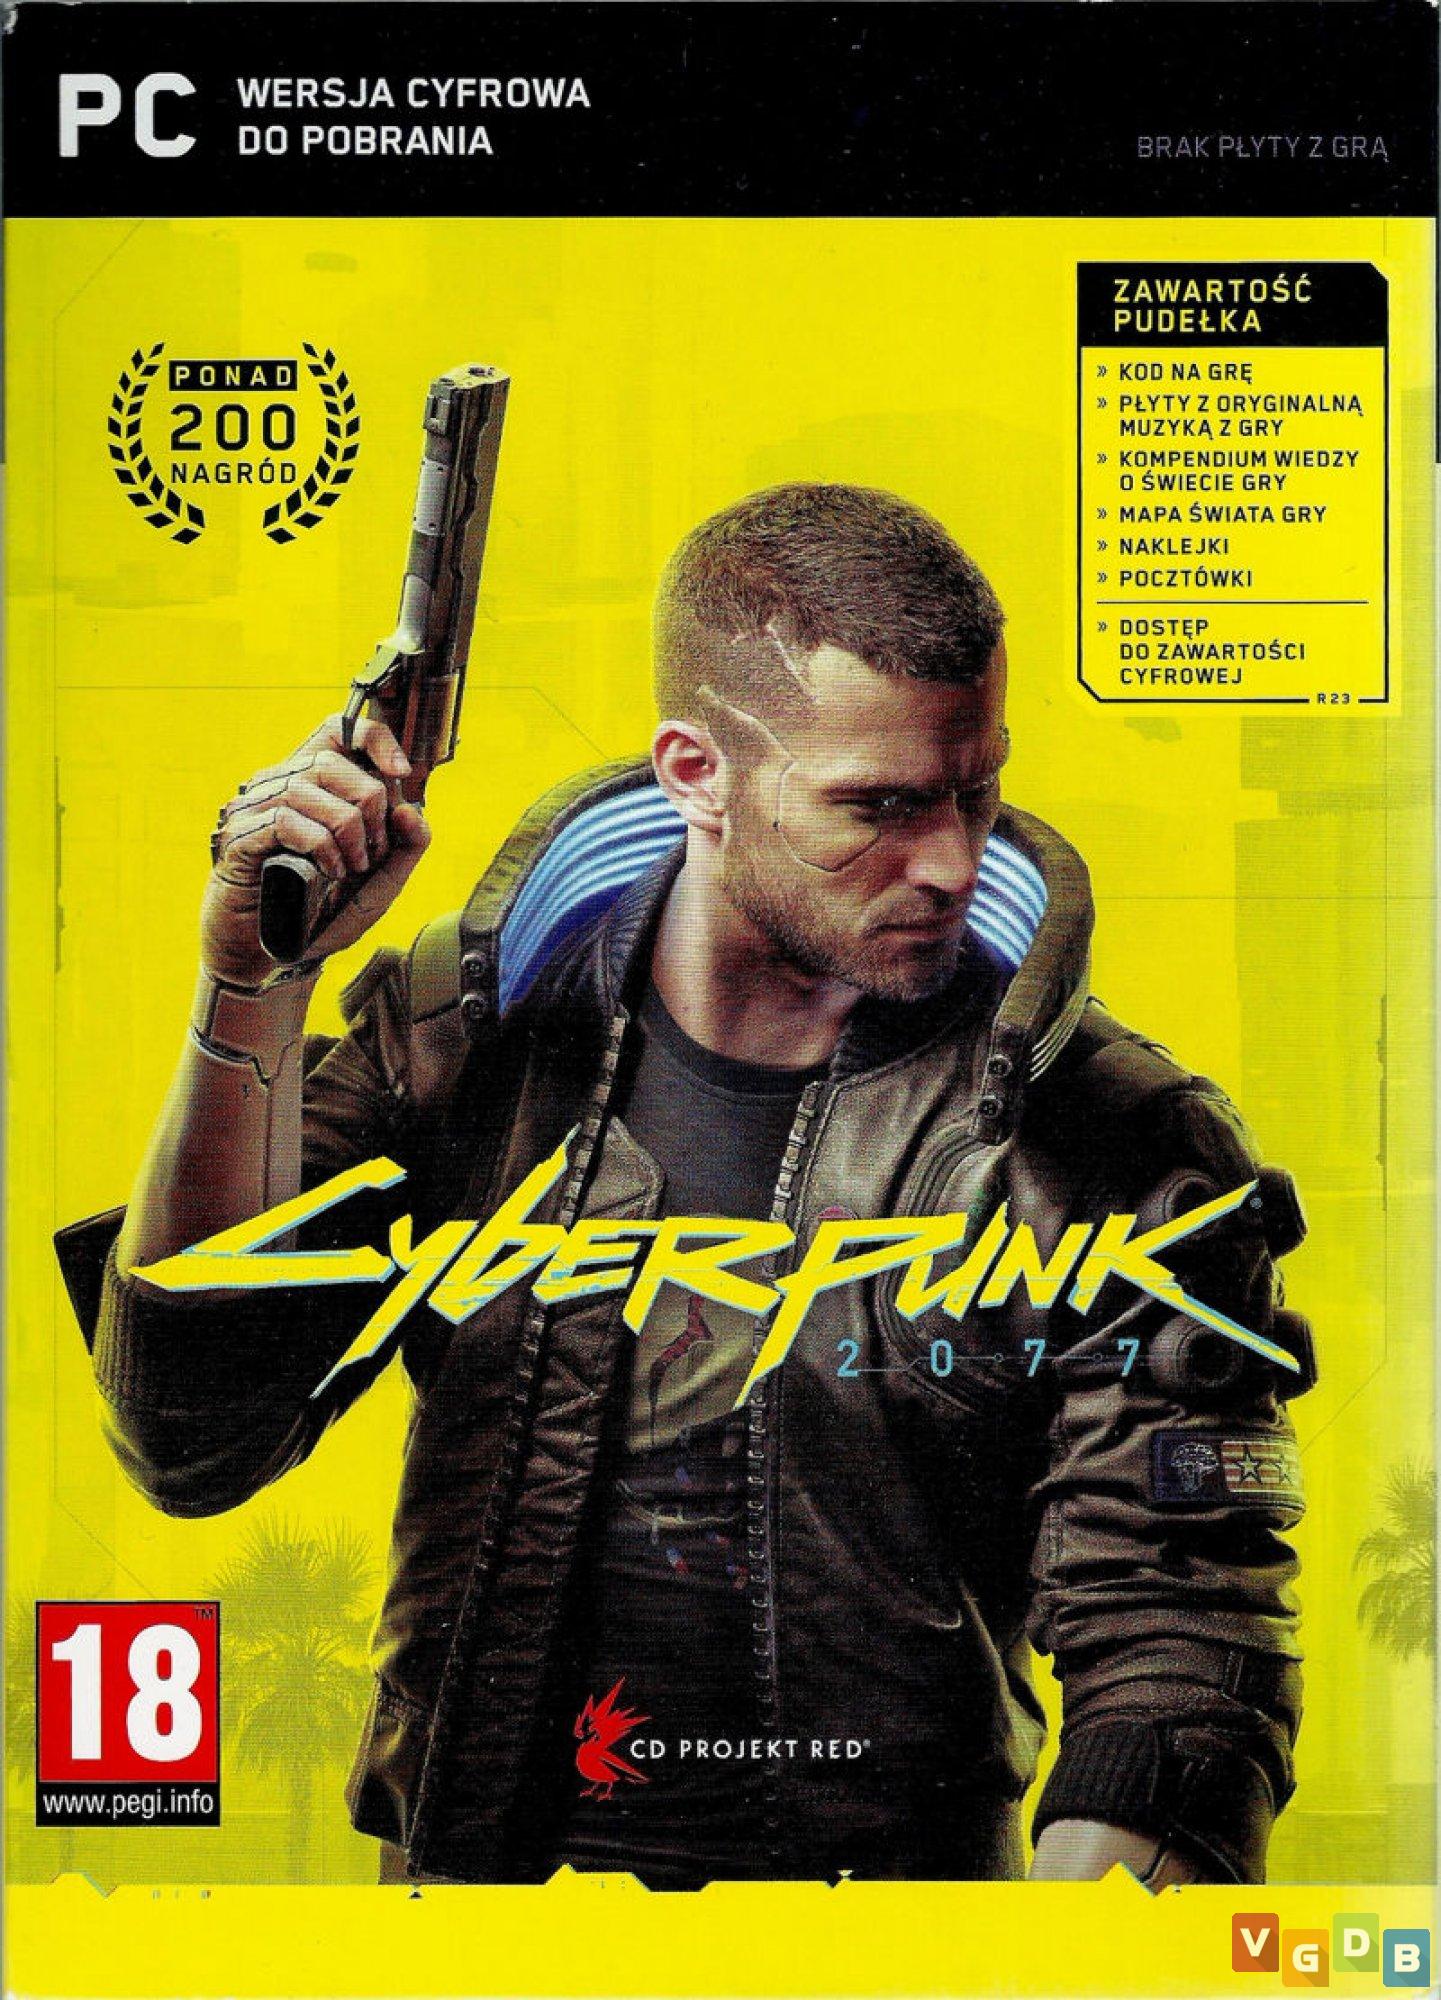 PC
WERSJA CYFROWA
DO POBRANIA
BRAK PŁYTY Z GRĄ
PONAD
200
NAGRÓD
ZAWARTOŚĆ
PUDEŁKA
» KOD NA GRĘ
» PŁYTY Z ORYGINALNĄ
MUZYKĄ Z GRY
» KOMPENDIUM WIEDZY
O ŚWIECIE GRY
» MAPA ŚWIATA GRY
» NAKLEJKI
» POCZTÓWKI
» DOSTĘP
DO ZAWARTOŚCI
CYFROWEJ
R23
CYBERPUNK®
2077
18™
www.pegi.info
CD PROJEKT RED®
VGDB